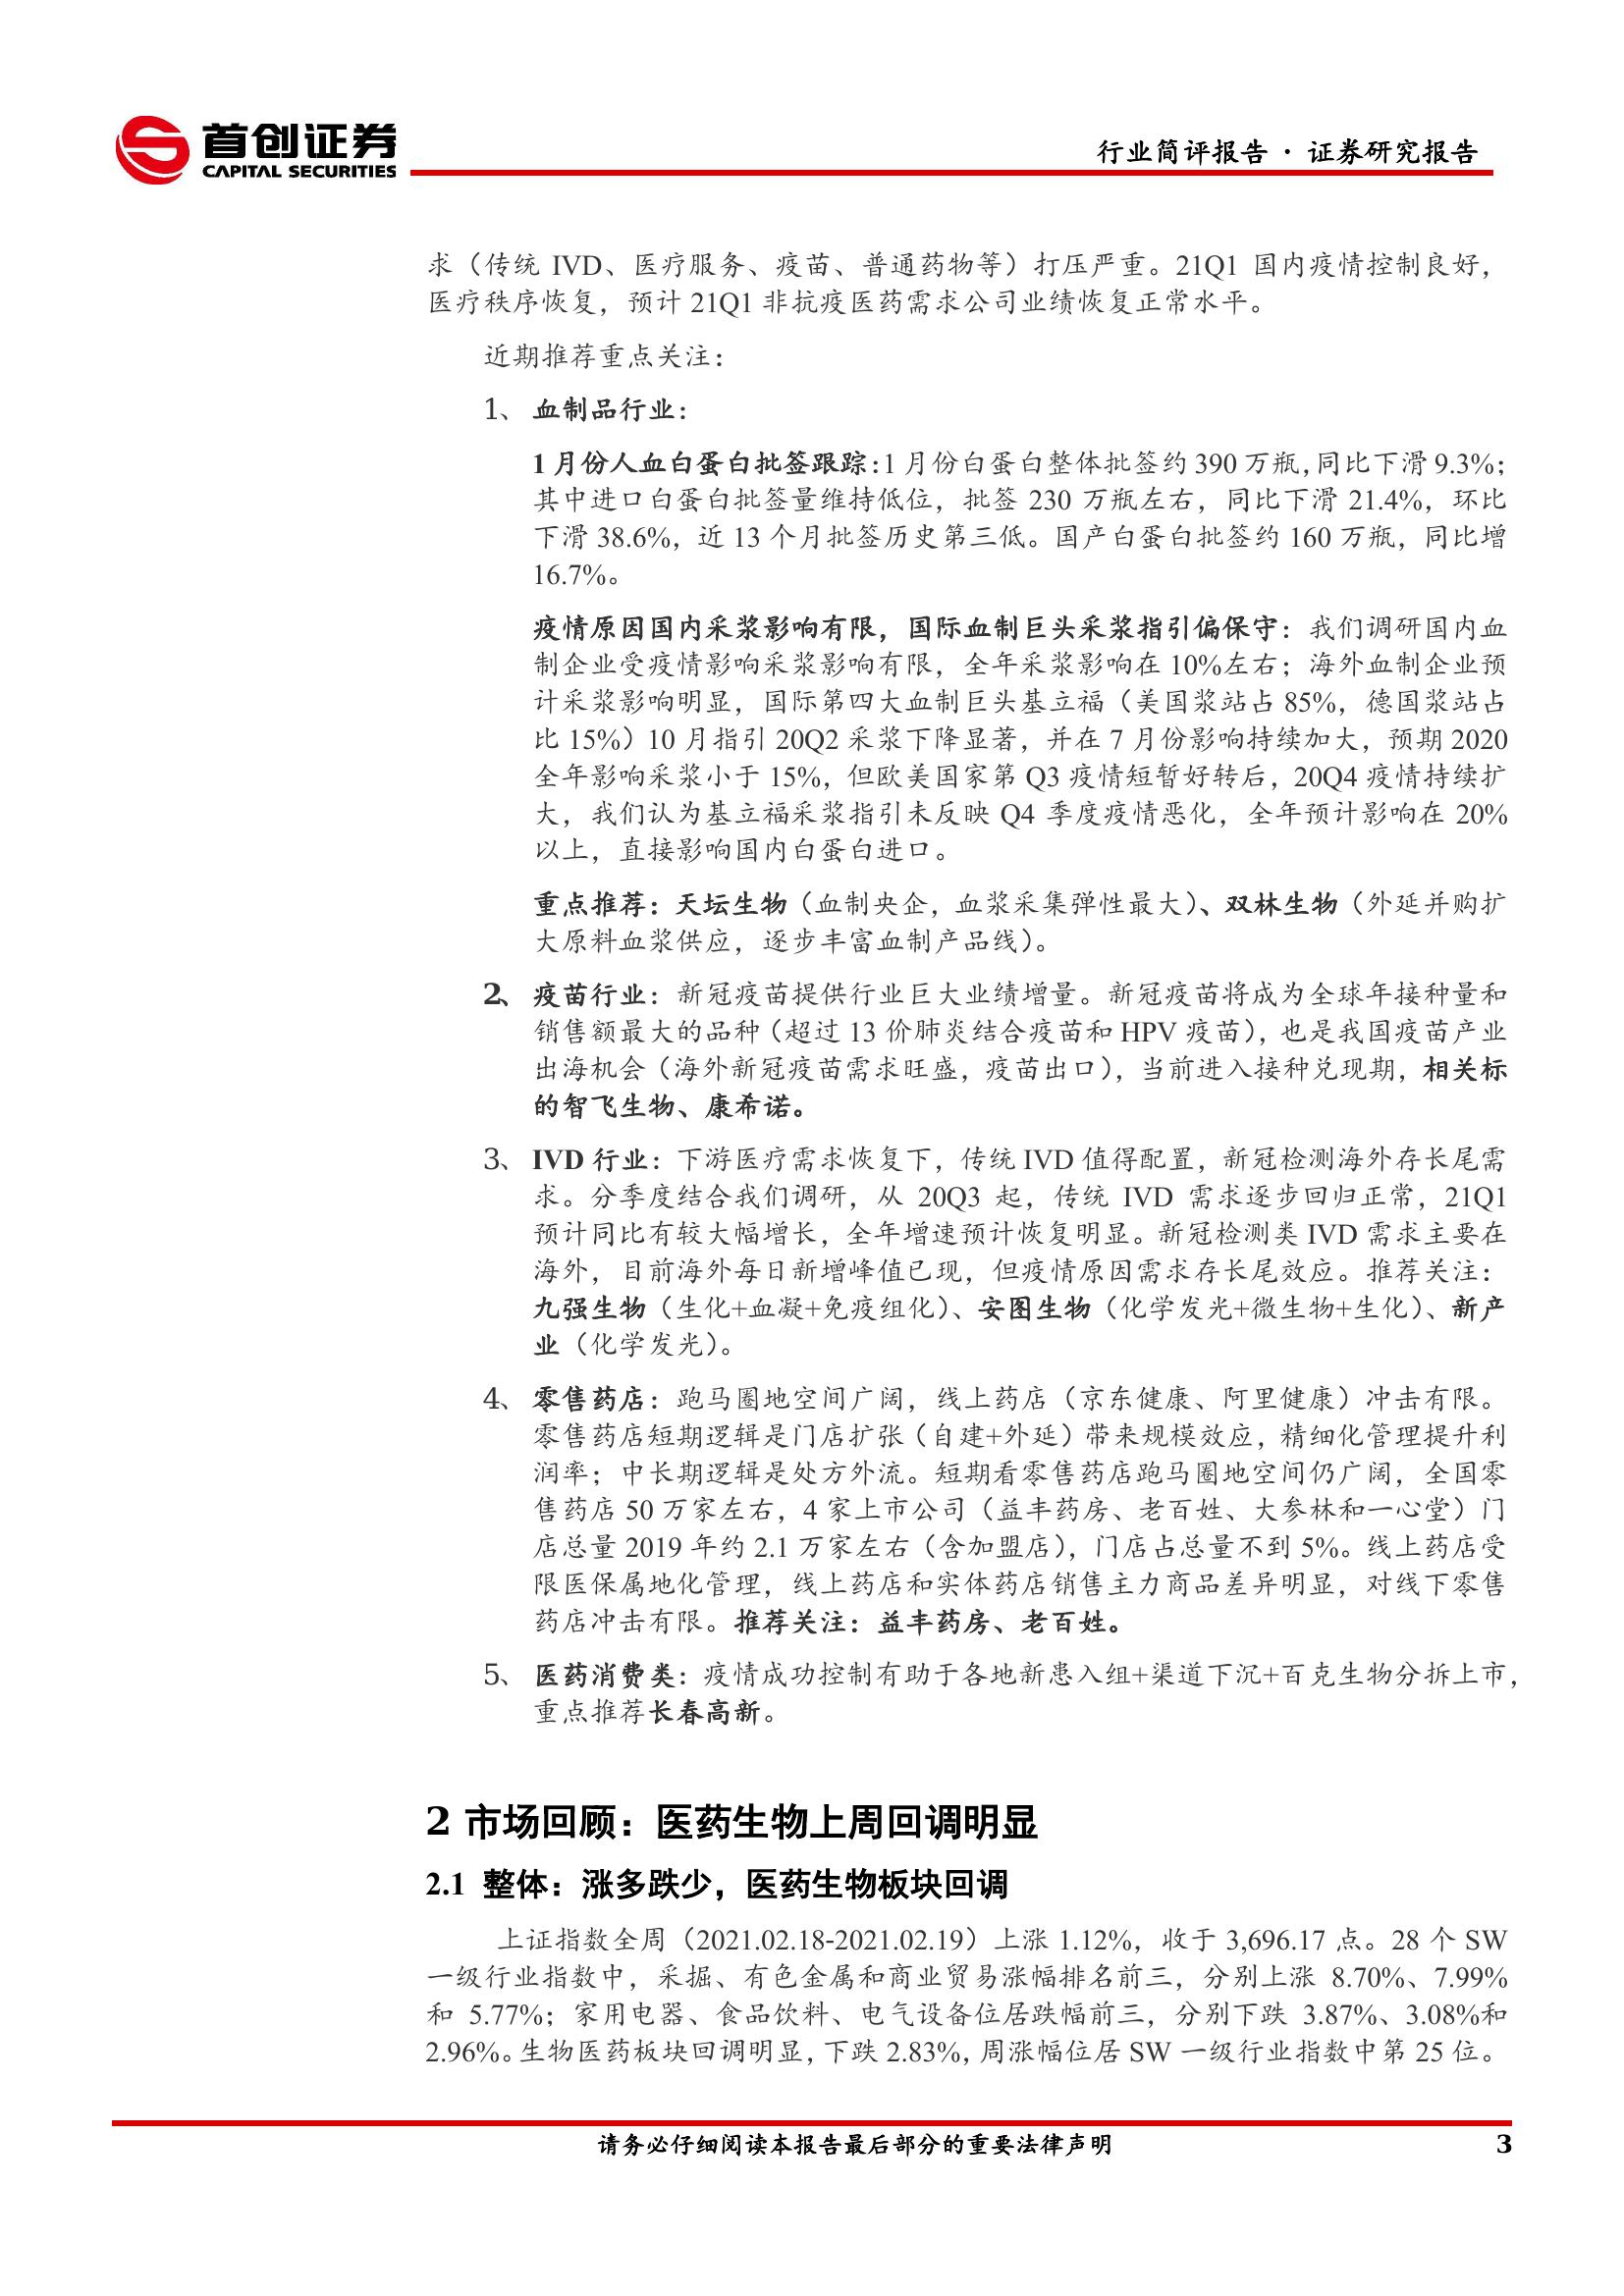 首创证券
CAPITAL SECURITIES
行业简评报告 · 证券研究报告
求（传统 IVD、医疗服务、疫苗、普通药物等）打压严重。21Q1 国内疫情控制良好，
医疗秩序恢复，预计 21Q1 非抗疫医药需求公司业绩恢复正常水平。
近期推荐重点关注：
1、 血制品行业：
1 月份人血白蛋白批签跟踪：1 月份白蛋白整体批签约 390 万瓶，同比下滑 9.3%；
其中进口白蛋白批签量维持低位，批签 230 万瓶左右，同比下滑 21.4%，环比
下滑 38.6%，近 13 个月批签历史第三低。国产白蛋白批签约 160 万瓶，同比增
16.7%。
疫情原因国内采浆影响有限，国际血制巨头采浆指引偏保守：我们调研国内血
制企业受疫情影响采浆影响有限，全年采浆影响在 10%左右；海外血制企业预
计采浆影响明显，国际第四大血制巨头基立福（美国浆站占 85%，德国浆站占
比 15%）10 月指引 20Q2 采浆下降显著，并在 7 月份影响持续加大，预期 2020
全年影响采浆小于 15%，但欧美国家第 Q3 疫情短暂好转后，20Q4 疫情持续扩
大，我们认为基立福采浆指引未反映 Q4 季度疫情恶化，全年预计影响在 20%
以上，直接影响国内白蛋白进口。
重点推荐：天坛生物（血制央企，血浆采集弹性最大）、双林生物（外延并购扩
大原料血浆供应，逐步丰富血制产品线）。
2、 疫苗行业：新冠疫苗提供行业巨大业绩增量。新冠疫苗将成为全球年接种量和
销售额最大的品种（超过 13 价肺炎结合疫苗和 HPV 疫苗），也是我国疫苗产业
出海机会（海外新冠疫苗需求旺盛，疫苗出口），当前进入接种兑现期，相关标
的智飞生物、康希诺。
3、 IVD 行业：下游医疗需求恢复下，传统 IVD 值得配置，新冠检测海外存长尾需
求。分季度结合我们调研，从 20Q3 起，传统 IVD 需求逐步回归正常，21Q1
预计同比有较大幅增长，全年增速预计恢复明显。新冠检测类 IVD 需求主要在
海外，目前海外每日新增峰值已现，但疫情原因需求存长尾效应。推荐关注：
九强生物（生化+血凝+免疫组化）、安图生物（化学发光+微生物+生化）、新产
业（化学发光）。
4、 零售药店：跑马圈地空间广阔，线上药店（京东健康、阿里健康）冲击有限。
零售药店短期逻辑是门店扩张（自建+外延）带来规模效应，精细化管理提升利
润率；中长期逻辑是处方外流。短期看零售药店跑马圈地空间仍广阔，全国零
售药店 50 万家左右，4 家上市公司（益丰药房、老百姓、大参林和一心堂）门
店总量 2019 年约 2.1 万家左右（含加盟店），门店占总量不到 5%。线上药店受
限医保属地化管理，线上药店和实体药店销售主力商品差异明显，对线下零售
药店冲击有限。推荐关注：益丰药房、老百姓。
5、 医药消费类：疫情成功控制有助于各地新患入组+渠道下沉+百克生物分拆上市，
重点推荐长春高新。
2 市场回顾：医药生物上周回调明显
2.1 整体：涨多跌少，医药生物板块回调
上证指数全周（2021.02.18-2021.02.19）上涨 1.12%，收于 3,696.17 点。28 个 SW
一级行业指数中，采掘、有色金属和商业贸易涨幅排名前三，分别上涨 8.70%、7.99%
和 5.77%；家用电器、食品饮料、电气设备位居跌幅前三，分别下跌 3.87%、3.08%和
2.96%。生物医药板块回调明显，下跌 2.83%，周涨幅位居 SW 一级行业指数中第 25 位。
请务必仔细阅读本报告最后部分的重要法律声明
3